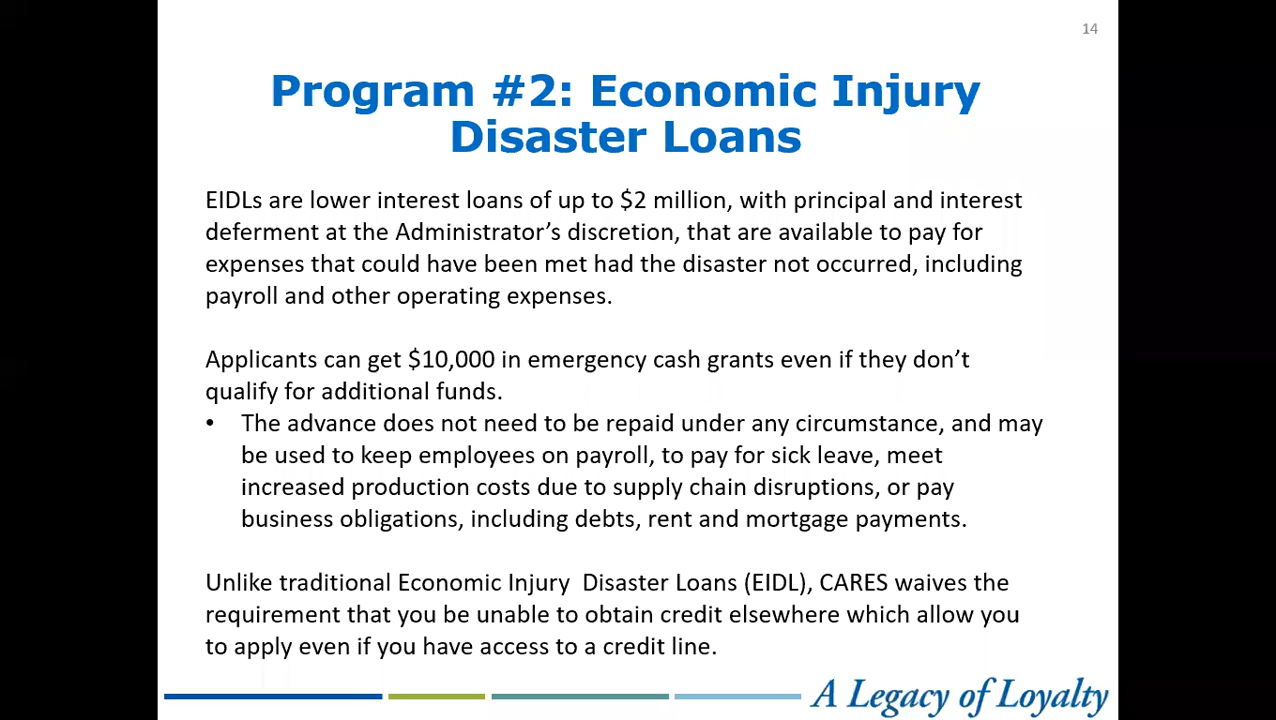 14
Program #2: Economic Injury
Disaster Loans
EIDLs are lower interest loans of up to $2 million, with principal and interest
deferment at the Administrator’s discretion, that are available to pay for
expenses that could have been met had the disaster not occurred, including
payroll and other operating expenses.
Applicants can get $10,000 in emergency cash grants even if they don’t
qualify for additional funds.
• The advance does not need to be repaid under any circumstance, and may
be used to keep employees on payroll, to pay for sick leave, meet
increased production costs due to supply chain disruptions, or pay
business obligations, including debts, rent and mortgage payments.
Unlike traditional Economic Injury  Disaster Loans (EIDL), CARES waives the
requirement that you be unable to obtain credit elsewhere which allow you
to apply even if you have access to a credit line.
A Legacy of Loyalty